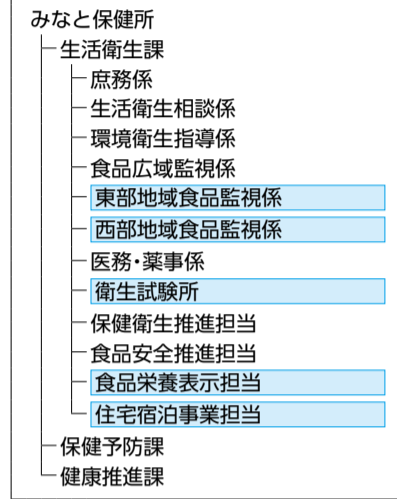 みなと保健所
生活衛生課
庶務係
生活衛生相談係
環境衛生指導係
食品広域監視係
東部地域食品監視係
西部地域食品監視係
医務・薬事係
衛生試験所
保健衛生推進担当
食品安全推進担当
食品栄養表示担当
住宅宿泊事業担当
保健予防課
健康推進課